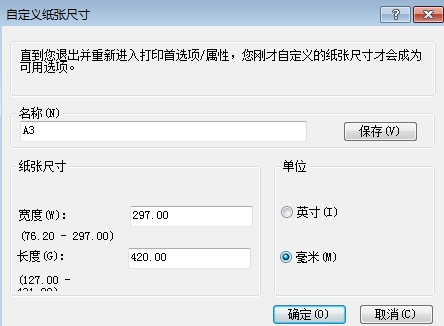 自定义纸张尺寸
直到您退出并重新进入打印首选项/属性，您刚才自定义的纸张尺寸才会成为
可用选项。
名称(N)
A3
保存(V)
纸张尺寸
宽度(W):
297.00
(76.20 - 297.00)
长度(G):
420.00
(127.00 -
单位
英寸(I)
毫米(M)
确定(O)
取消(C)